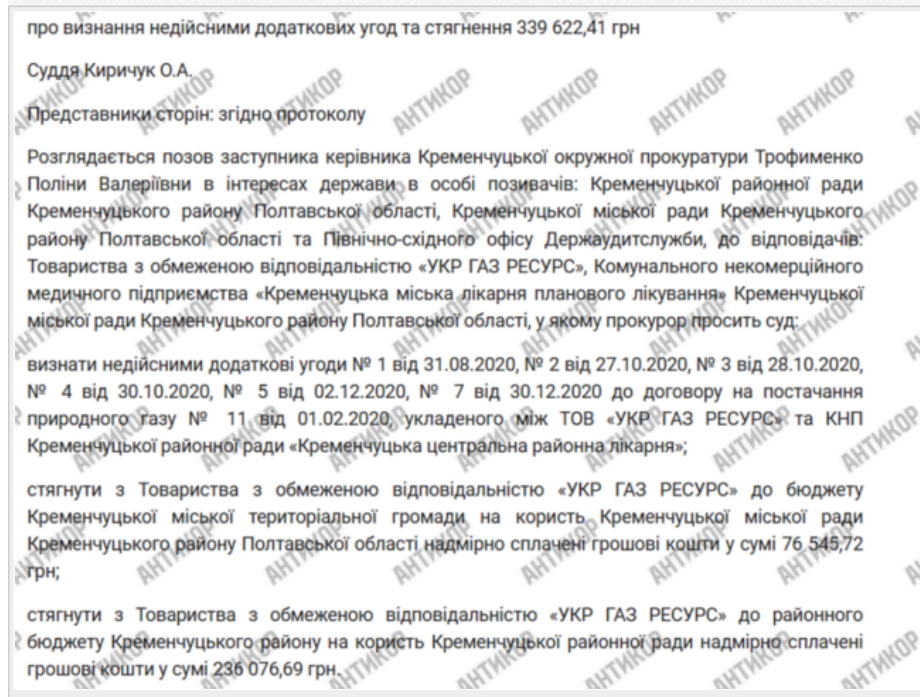 про визнання недійсними додаткових угод та стягнення 339 622,41 грн
Суддя Киричук О.А.
Представники сторін: згідно протоколу
Розглядається позов заступника керівника Кременчуцької окружної прокуратури Трофименко
Поліни Валеріївни в інтересах держави в особі позивачів: Кременчуцької районної ради
Кременчуцького району Полтавської області, Кременчуцької міської ради Кременчуцького
району Полтавської області та Північно-східного офісу Держаудитслужби, до відповідачів:
Товариства з обмеженою відповідальністю «УКР ГАЗ РЕСУРС», Комунального некомерційного
медичного підприємства «Кременчуцька міська лікарня планового лікування» Кременчуцької
міської ради Кременчуцького району Полтавської області, у якому прокурор просить суд:
визнати недійсними додаткові угоди № 1 від 31.08.2020, № 2 від 27.10.2020, № 3 від 28.10.2020,
№ 4 від 30.10.2020, № 5 від 02.12.2020, № 7 від 30.12.2020 до договору на постачання
природного газу № 11 від 01.02.2020, укладеного між ТОВ «УКР ГАЗ РЕСУРС» та КНП
Кременчуцької районної ради «Кременчуцька центральна районна лікарня»;
стягнути з Товариства з обмеженою відповідальністю «УКР ГАЗ РЕСУРС» до бюджету
Кременчуцької міської територіальної громади на користь Кременчуцької міської ради
Кременчуцького району Полтавської області надмірно сплачені грошові кошти у сумі 76 545,72
грн;
стягнути з Товариства з обмеженою відповідальністю «УКР ГАЗ РЕСУРС» до районного
бюджету Кременчуцького району на користь Кременчуцької районної ради надмірно сплачені
грошові кошти у сумі 236 076,69 грн.
АНТИКОР